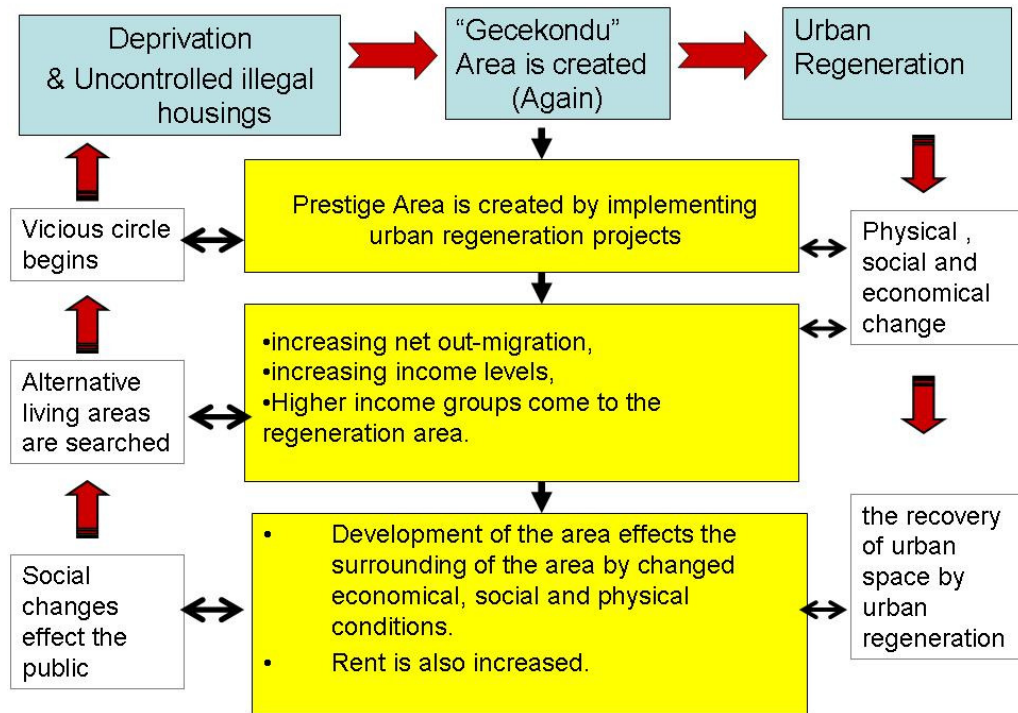 Deprivation
& Uncontrolled illegal
housings
“Gecekondu”
Area is created
(Again)
Urban
Regeneration
Prestige Area is created by implementing
urban regeneration projects
Vicious circle
begins
Physical ,
social and
economical
change
•increasing net out-migration,
•increasing income levels,
•Higher income groups come to the
regeneration area.
Alternative
living areas
are searched
• Development of the area effects the
surrounding of the area by changed
economical, social and physical
conditions.
• Rent is also increased.
Social
changes
effect the
public
the recovery
of urban
space by
urban
regeneration